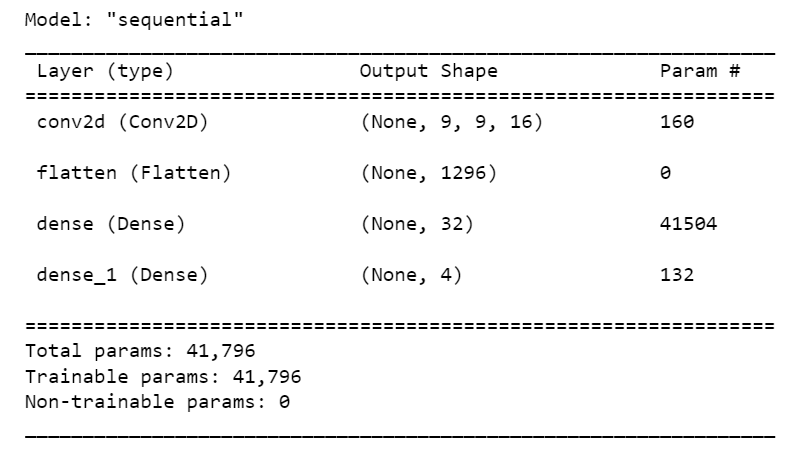 Model: "sequential"
_________________________________________________________________
Layer (type) Output Shape Param #
=================================================================
conv2d (Conv2D) (None, 9, 9, 16) 160
flatten (Flatten) (None, 1296) 0
dense (Dense) (None, 32) 41504
dense_1 (Dense) (None, 4) 132
=================================================================
Total params: 41,796
Trainable params: 41,796
Non-trainable params: 0
_________________________________________________________________